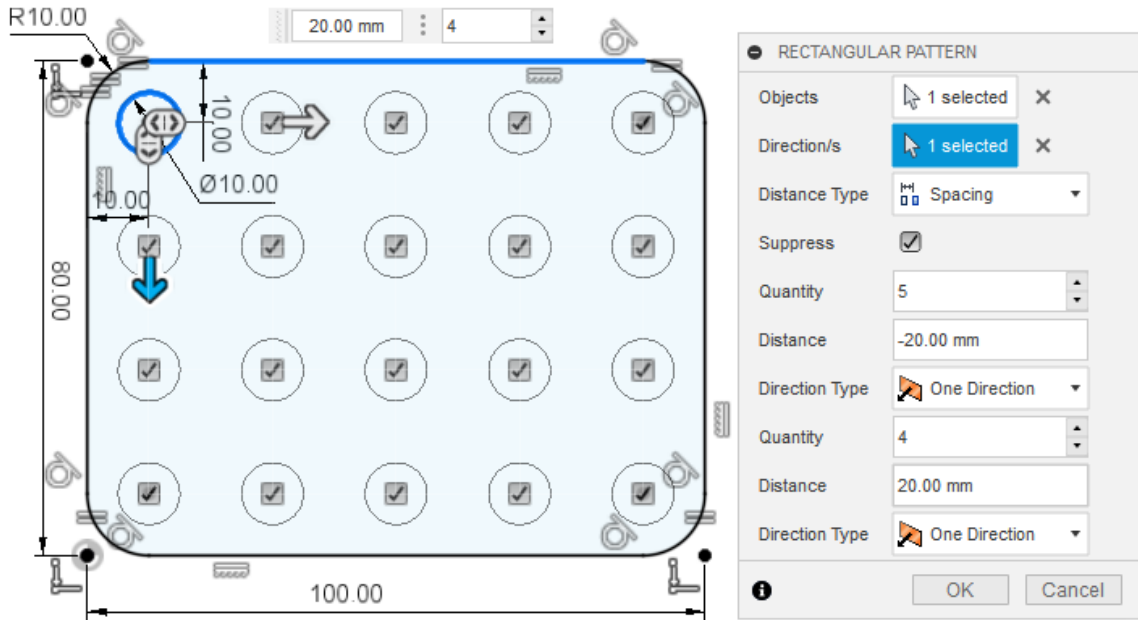 R10.00
20.00 mm
4
10.00
Ø10.00
10.00
80.00
100.00
RECTANGULAR PATTERN
Objects 1 selected
Direction/s 1 selected
Distance Type Spacing
Suppress
Quantity 5
Distance -20.00 mm
Direction Type One Direction
Quantity 4
Distance 20.00 mm
Direction Type One Direction
OK Cancel